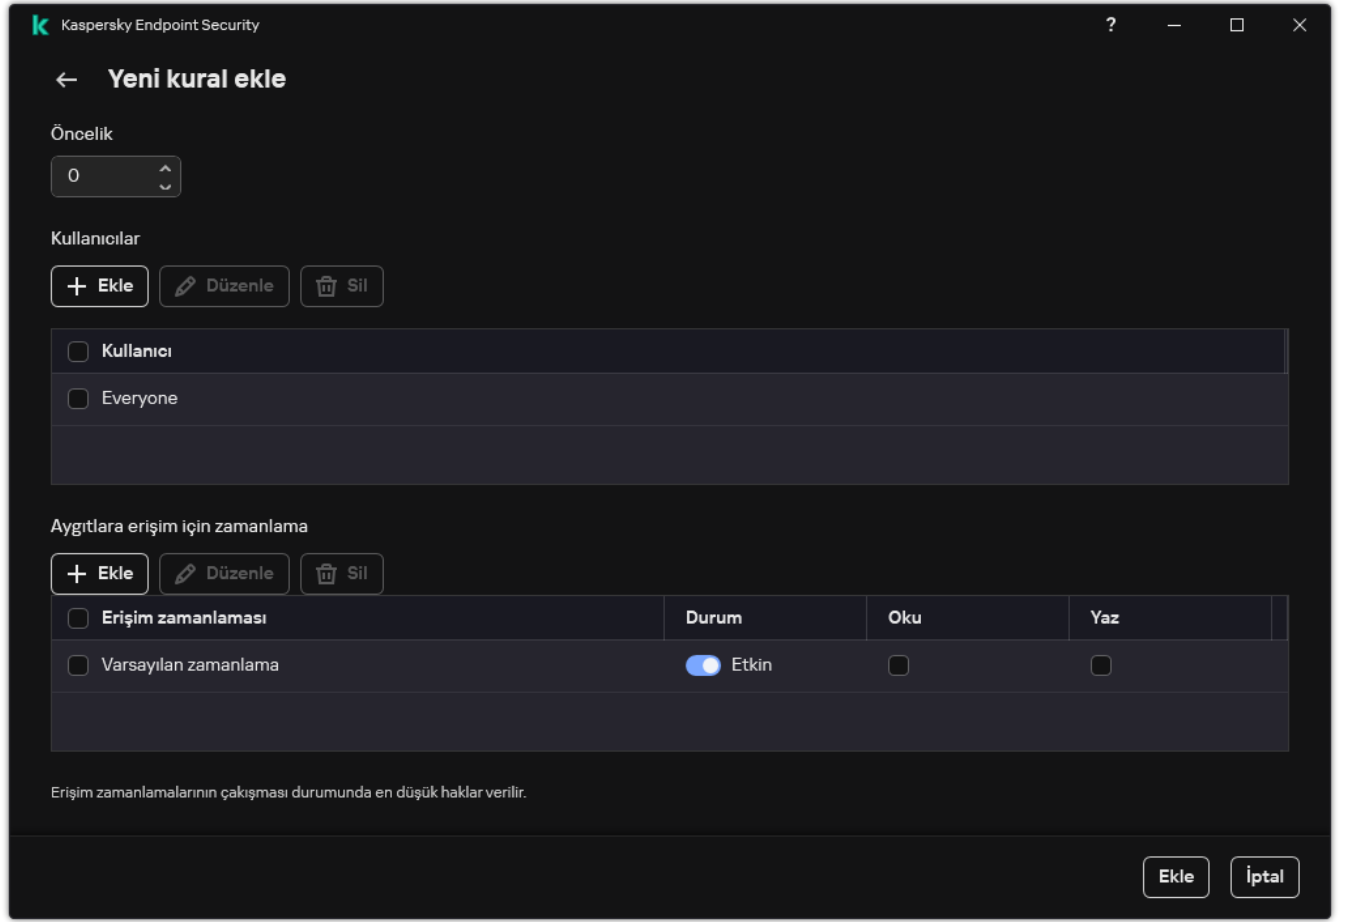 Kaspersky Endpoint Security ?
Yeni kural ekle
Öncelik
0
Kullanıcılar
Ekle Düzenle Sil
Kullanıcı
Everyone
Aygıtlara erişim için zamanlama
Ekle Düzenle Sil
Erişim zamanlaması Durum Oku Yaz
Varsayılan zamanlama Etkin
Erişim zamanlamalarının çakışması durumunda en düşük haklar verilir.
Ekle İptal